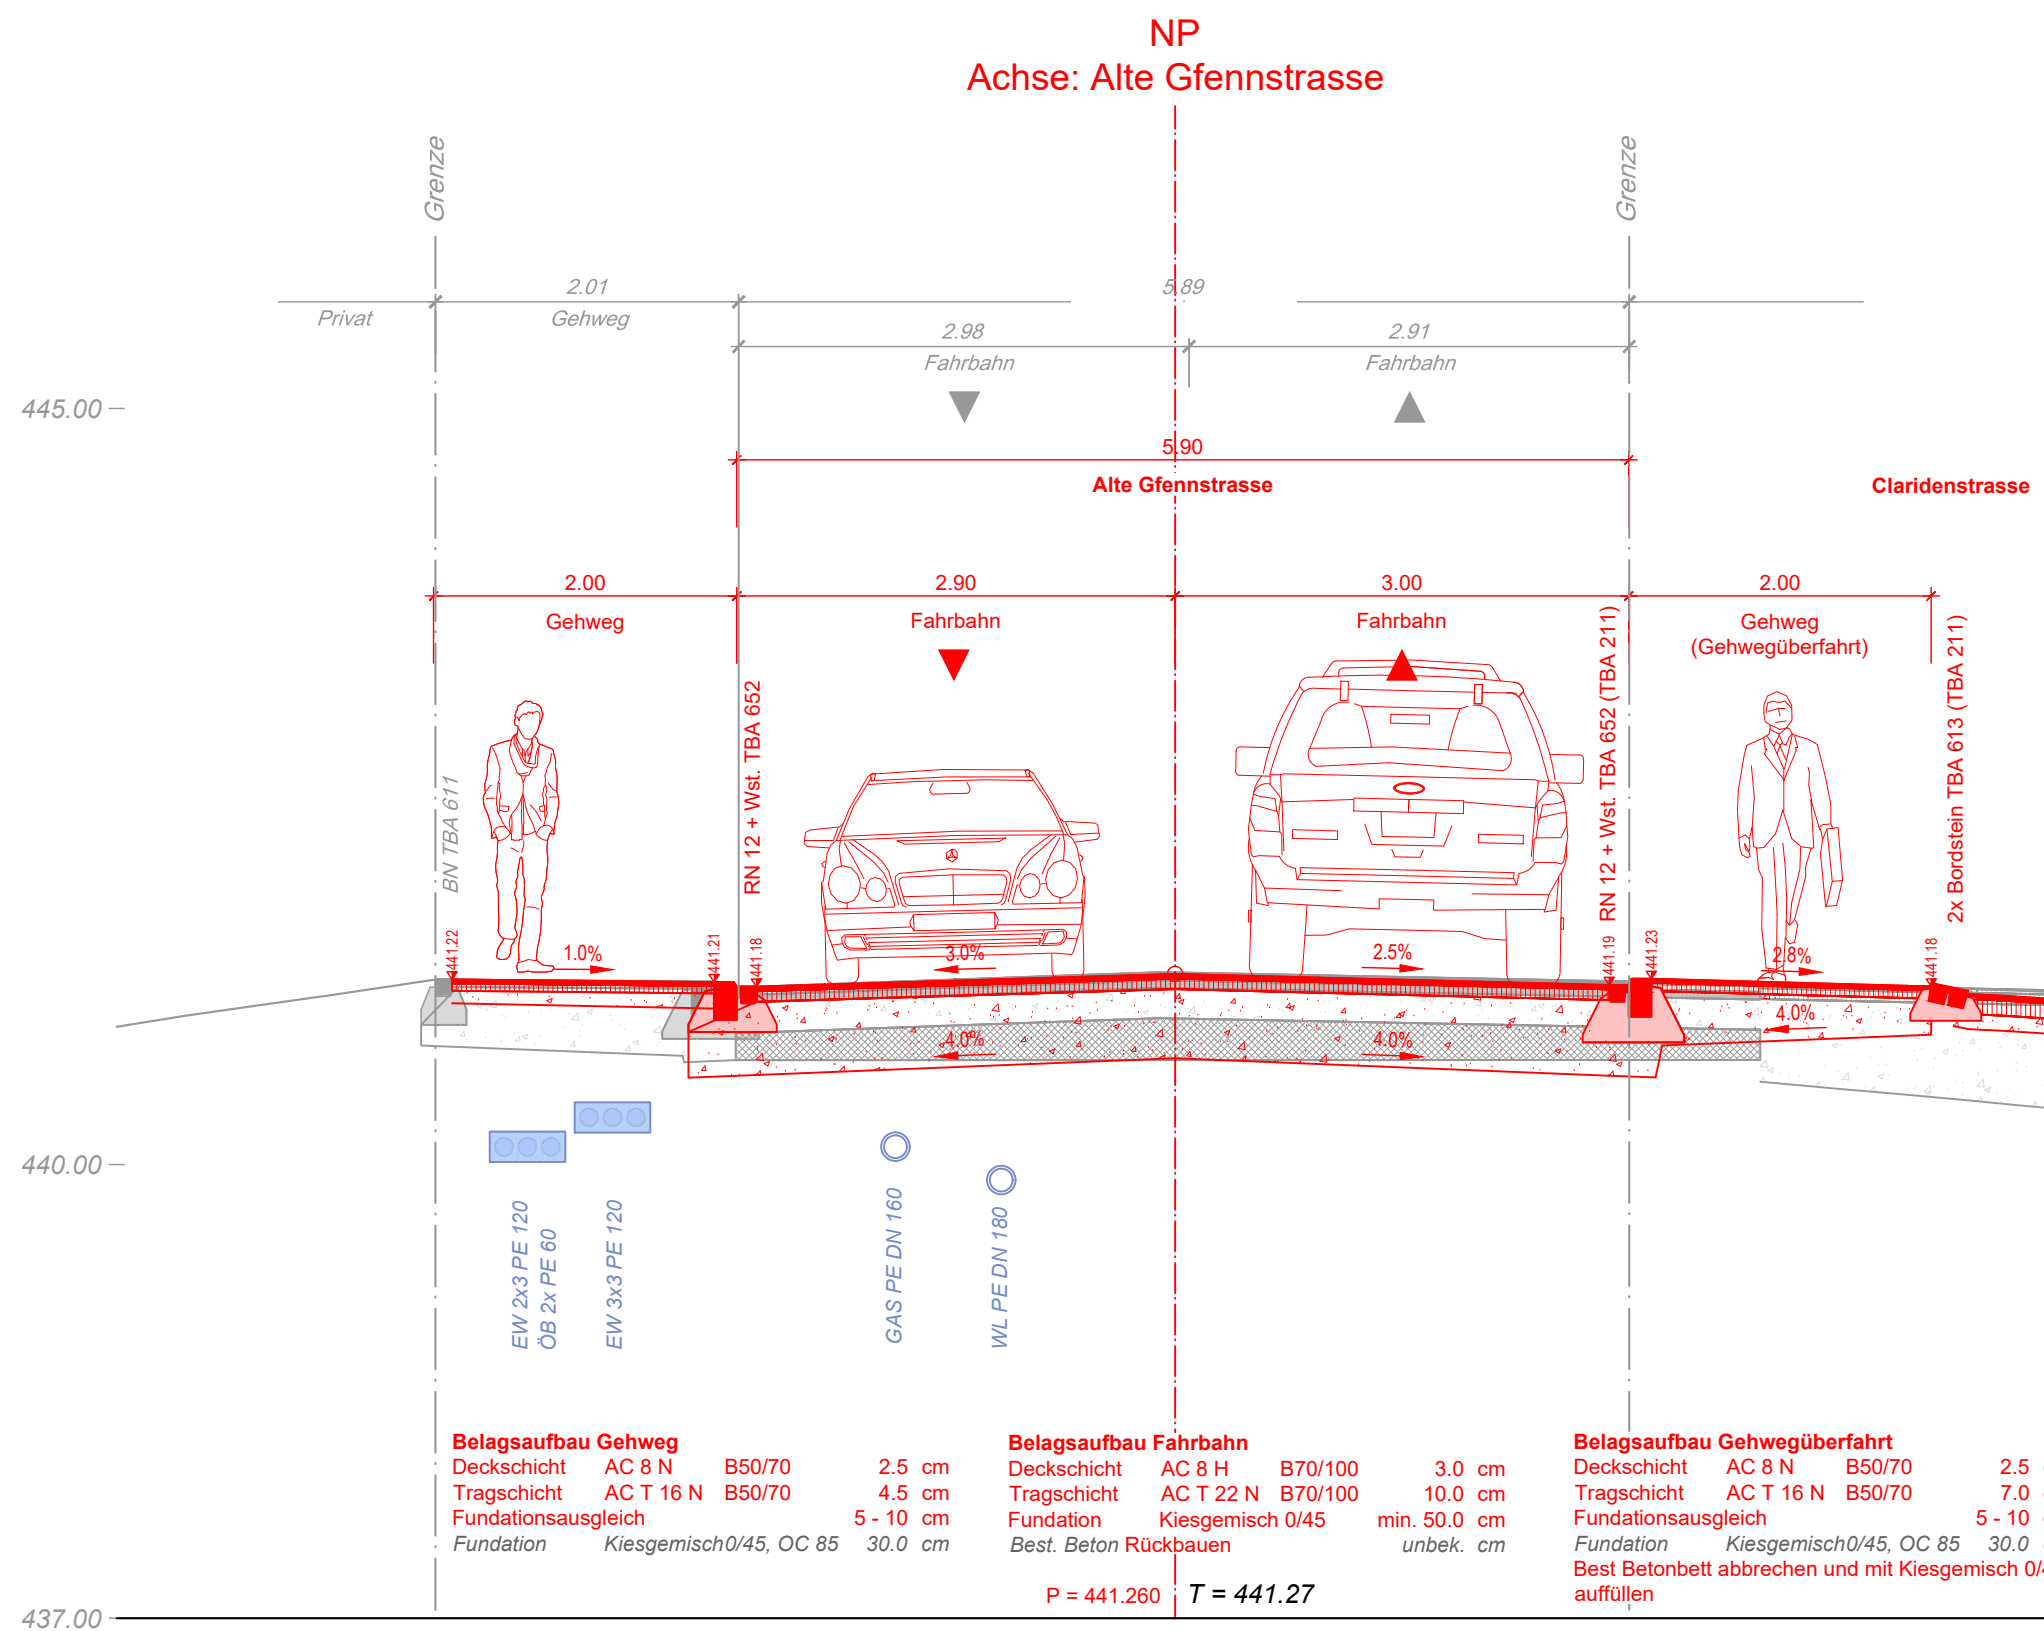 NP
Achse: Alte Gfennstrasse
Grenze
Grenze
2.01
5.89
Privat
Gehweg
2.98
2.91
Fahrbahn
Fahrbahn
445.00
5.90
Alte Gfennstrasse
Claridenstrasse
2.00
2.90
3.00
2.00
Gehweg
Fahrbahn
Fahrbahn
Gehweg
(Gehwegüberfahrt)
BN TBA 611
RN 12 + Wst. TBA 652
RN 12 + Wst. TBA 652 (TBA 211)
2x Bordstein TBA 613 (TBA 211)
441.22
1.0%
441.21
441.18
3.0%
2.5%
441.19
441.23
2.8%
441.18
4.0%
4.0%
4.0%
440.00
EW 2x3 PE 120
ÖB 2x PE 60
EW 3x3 PE 120
GAS PE DN 160
WL PE DN 180
Belagsaufbau Gehweg
Deckschicht AC 8 N B50/70 2.5 cm
Tragschicht AC T 16 N B50/70 4.5 cm
Fundationsausgleich 5 - 10 cm
Fundation Kiesgemisch0/45, OC 85 30.0 cm
Belagsaufbau Fahrbahn
Deckschicht AC 8 H B70/100 3.0 cm
Tragschicht AC T 22 N B70/100 10.0 cm
Fundation Kiesgemisch 0/45 min. 50.0 cm
Best. Beton Rückbauen unbek. cm
Belagsaufbau Gehwegüberfahrt
Deckschicht AC 8 N B50/70 2.5
Tragschicht AC T 16 N B50/70 7.0
Fundationsausgleich 5 - 10
Fundation Kiesgemisch0/45, OC 85 30.0
Best Betonbett abbrechen und mit Kiesgemisch
auffüllen
P = 441.260 T = 441.27
437.00